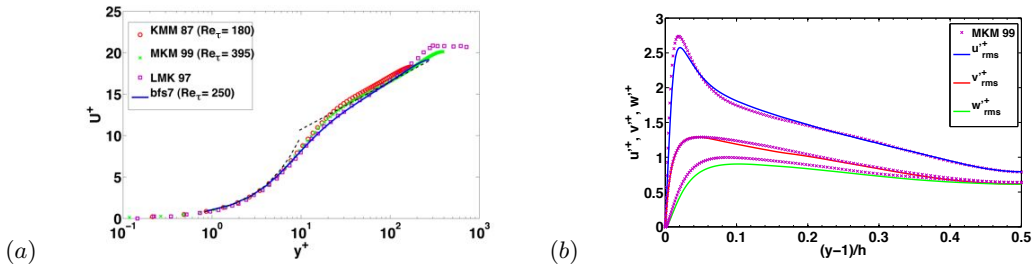 KMM 87 (Reτ= 180)
MKM 99 (Reτ= 395)
LMK 97
bfs7 (Reτ= 250)
U+
25
20
15
10
5
0
10−1
100
101
102
103
y+
(a)
MKM 99
u'+rms
v'+rms
w'+rms
u'+, v'+, w'+
3
2.5
2
1.5
1
0.5
0
0
0.1
0.2
0.3
0.4
0.5
(y−1)/h
(b)